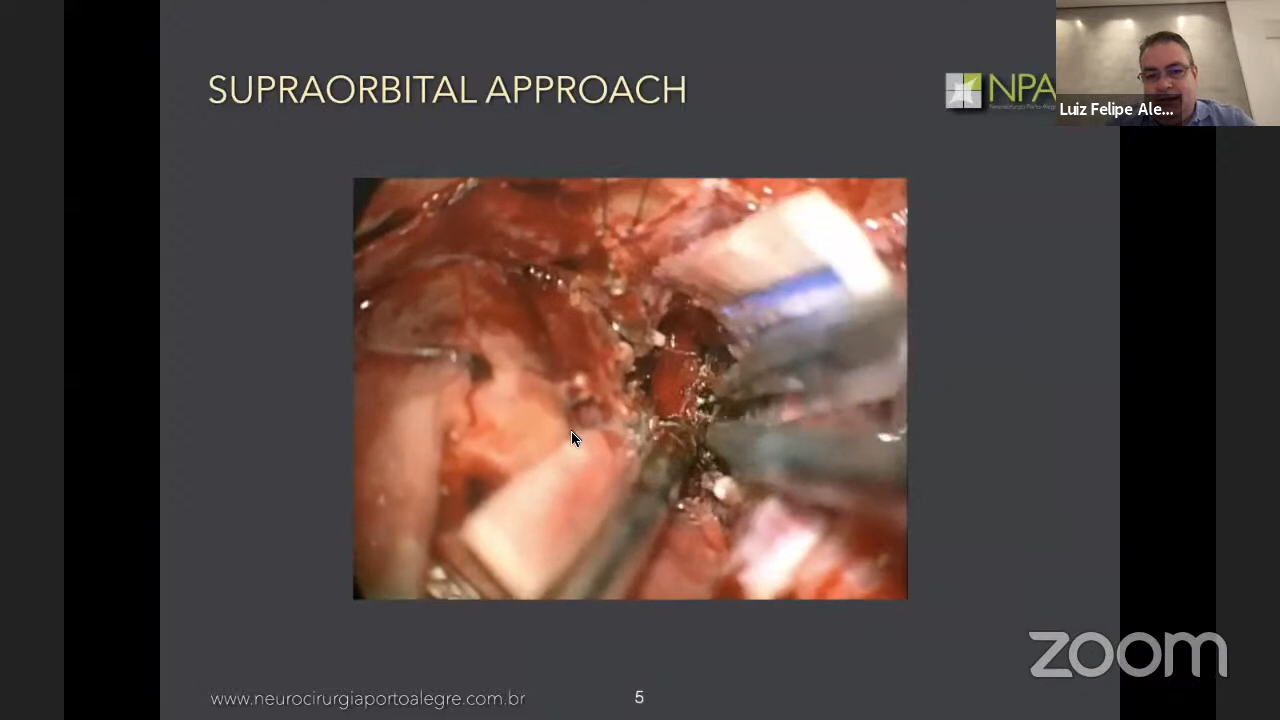 SUPRAORBITAL APPROACH
NPA
Luiz Felipe Ale...
zoom
www.neurocirurgiaportoalegre.com.br
5